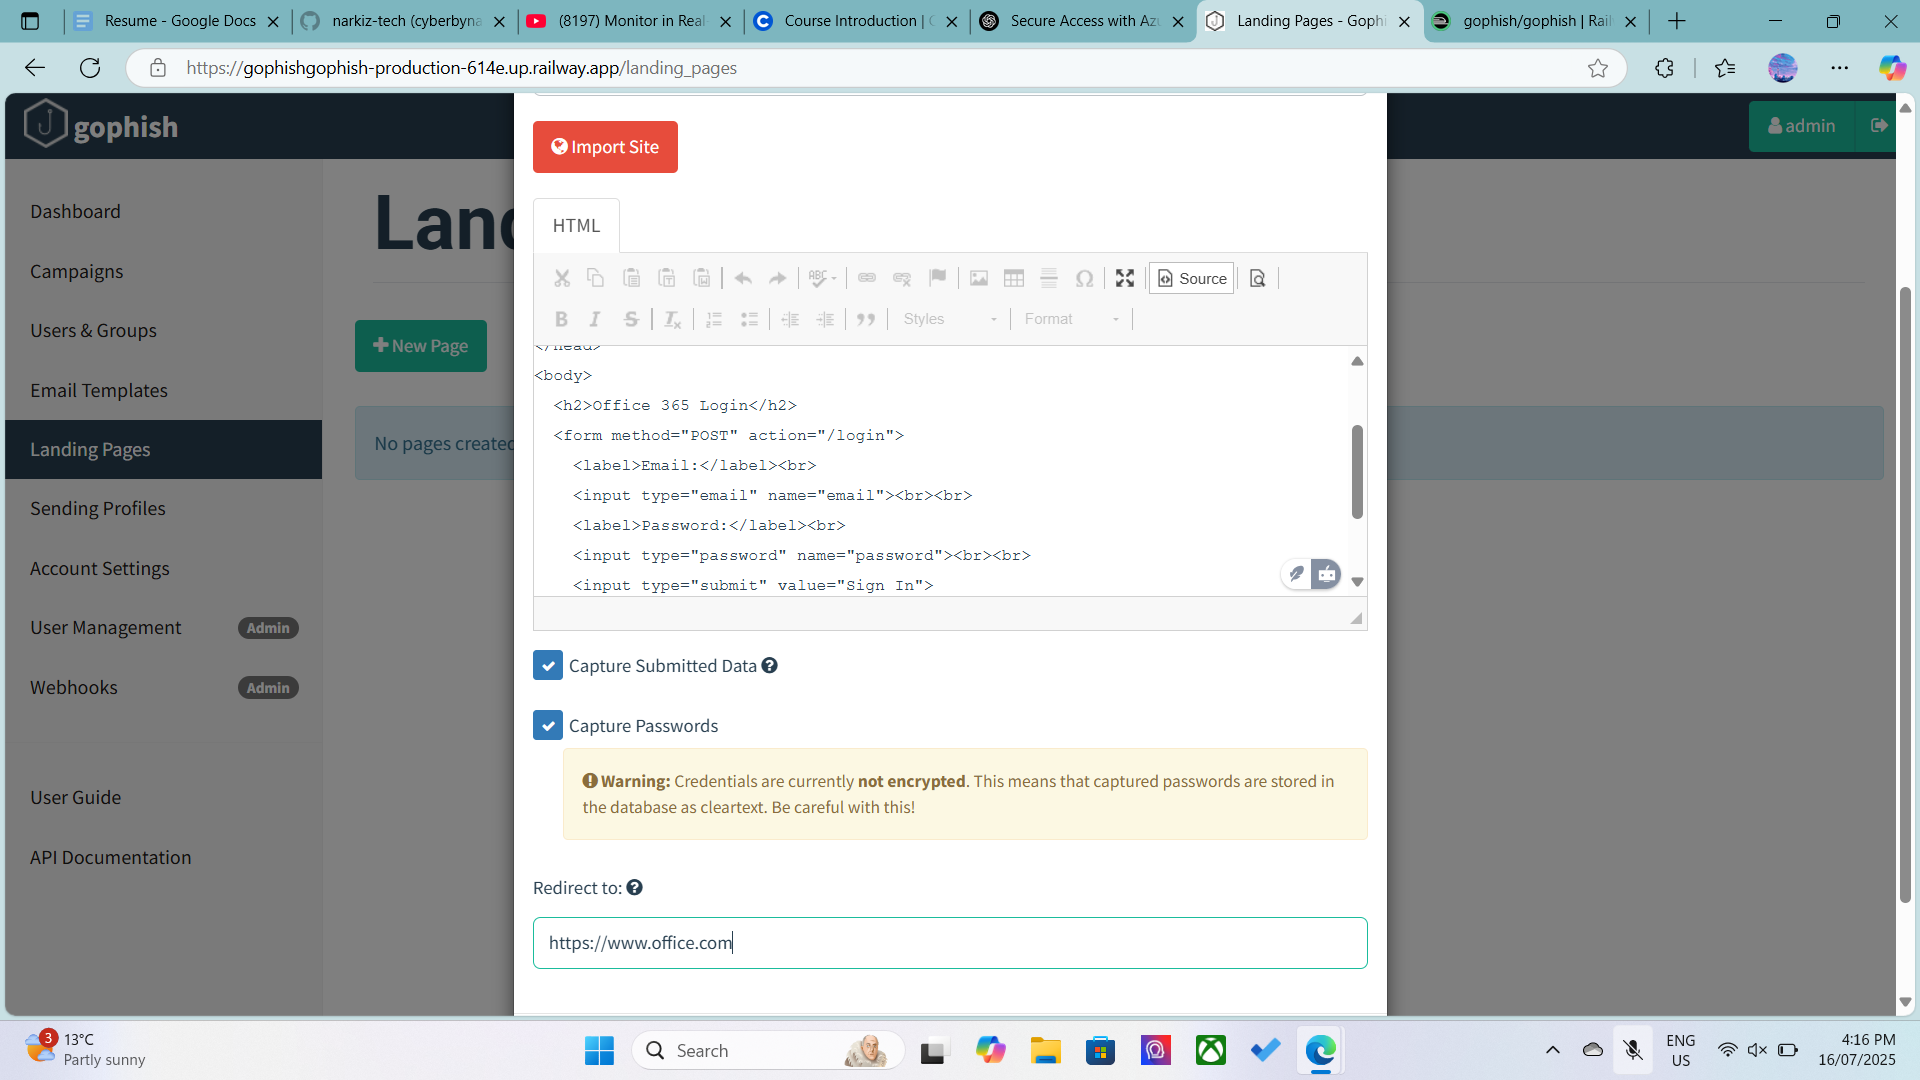 Resume - Google Docs
narkiz-tech (cyberbyna
(8197) Monitor in Real-
Course Introduction | C
Secure Access with Azu
Landing Pages - Gophi
gophish/gophish | Rail
https://gophishgophish-production-614e.up.railway.app/landing_pages
gophish
admin
Dashboard
Campaigns
Users & Groups
Email Templates
Landing Pages
Sending Profiles
Account Settings
User Management Admin
Webhooks Admin
User Guide
API Documentation
Land
New Page
No pages created
Import Site
HTML
ABC
Source
B I S Tx Styles Format
</head>
<body>
<h2>Office 365 Login</h2>
<form method="POST" action="/login">
<label>Email:</label><br>
<input type="email" name="email"><br><br>
<label>Password:</label><br>
<input type="password" name="password"><br><br>
<input type="submit" value="Sign In">
Capture Submitted Data
Capture Passwords
Warning: Credentials are currently not encrypted. This means that captured passwords are stored in
the database as cleartext. Be careful with this!
Redirect to:
https://www.office.com
3
13°C
Partly sunny
Search
ENG
US
4:16 PM
16/07/2025